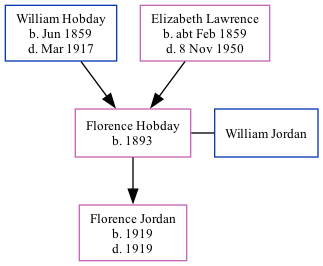 William Hobday
b. Jun 1859
d. Mar 1917
Elizabeth Lawrence
b. abt Feb 1859
d. 8 Nov 1950
Florence Hobday
b. 1893
William Jordan
Florence Jordan
b. 1919
d. 1919